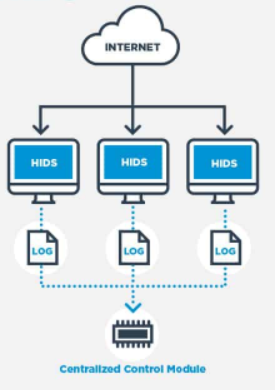 INTERNET
HIDS
HIDS
HIDS
LOG
LOG
LOG
Centralized Control Module